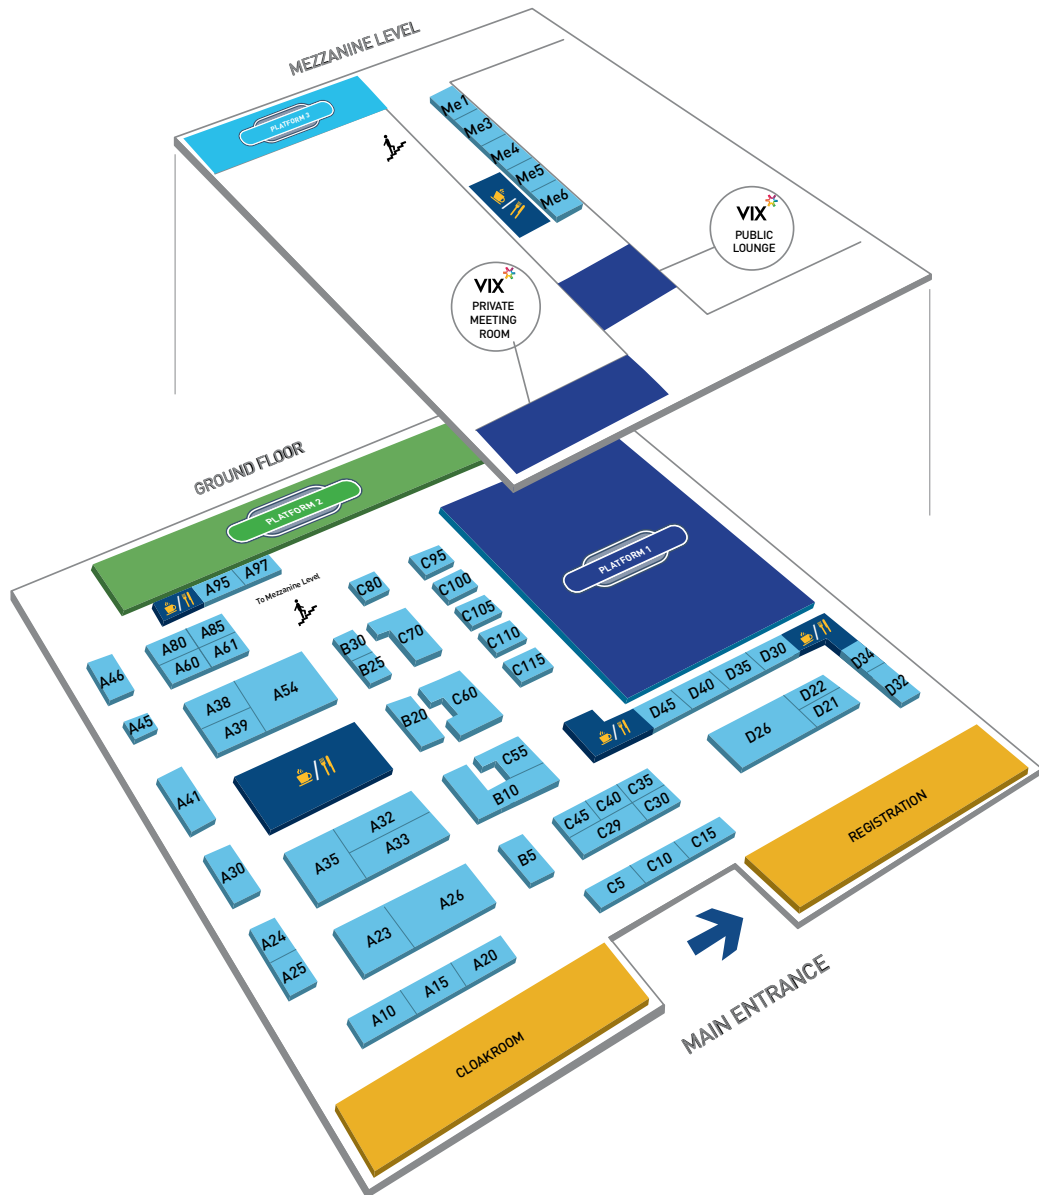 MEZZANINE LEVEL
PLATFORM 3
Me1
Me3
Me4
Me5
Me6
VIX
PUBLIC
LOUNGE
VIX
PRIVATE
MEETING
ROOM
GROUND FLOOR
PLATFORM 2
PLATFORM 1
To Mezzanine Level
A95
A97
C95
C80
C100
C105
C110
C115
A80
A85
A60
A61
A46
A45
B30
B25
C70
A38
A39
A54
B20
C60
D34
D32
D30
D35
D40
D45
D22
D21
D26
C55
B10
A41
A32
A33
A35
C45
C40
C35
C29
C30
C5
C10
C15
B5
A30
A26
A23
A24
A25
A10
A15
A20
REGISTRATION
CLOAKROOM
MAIN ENTRANCE